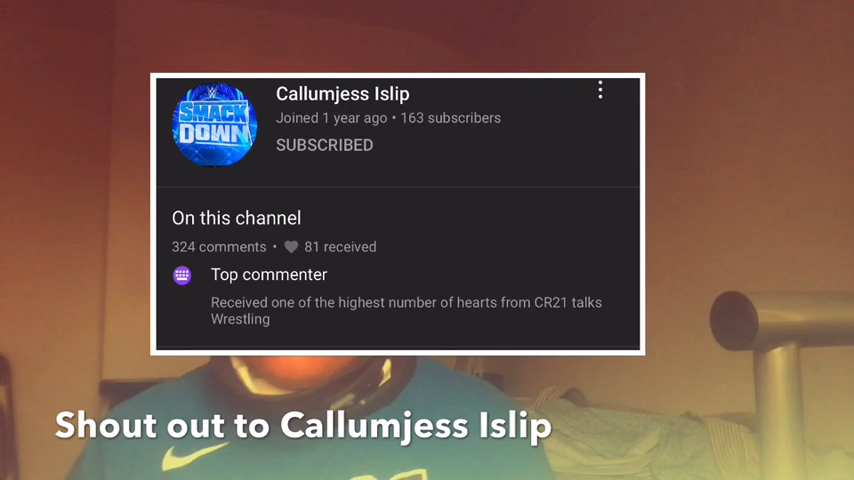 W
SMACK
DOWN
Callumjess Islip
Joined 1 year ago • 163 subscribers
SUBSCRIBED
On this channel
324 comments • 81 received
Top commenter
Received one of the highest number of hearts from CR21 talks
Wrestling
Shout out to Callumjess Islip